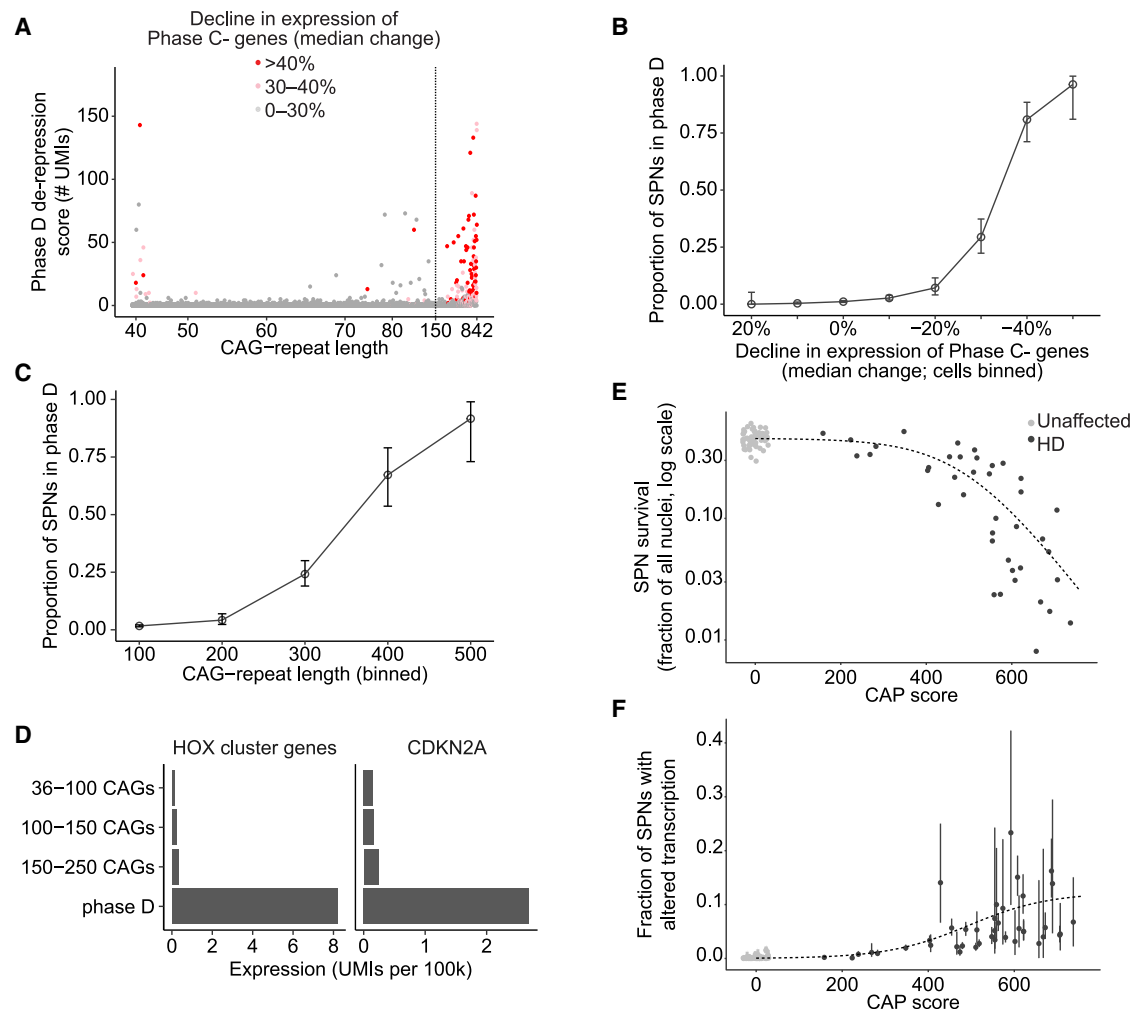 A
Decline in expression of
Phase C- genes (median change)
>40%
30–40%
0–30%
Phase D de-repression
score (# UMIs)
150
100
50
0
40
50
60
70
80
150
842
CAG−repeat length
B
Proportion of SPNs in phase D
1.00
0.75
0.50
0.25
0.00
20%
0%
−20%
−40%
Decline in expression of Phase C- genes
(median change; cells binned)
C
Proportion of SPNs in phase D
1.00
0.75
0.50
0.25
0.00
100
200
300
400
500
CAG−repeat length (binned)
D
HOX cluster genes
CDKN2A
36−100 CAGs
100−150 CAGs
150−250 CAGs
phase D
0
4
8
0
1
2
Expression (UMIs per 100k)
E
Unaffected
HD
SPN survival
(fraction of all nuclei, log scale)
0.30
0.10
0.03
0.01
0
200
400
600
CAP score
F
Fraction of SPNs with
altered transcription
0.4
0.3
0.2
0.1
0.0
0
200
400
600
CAP score